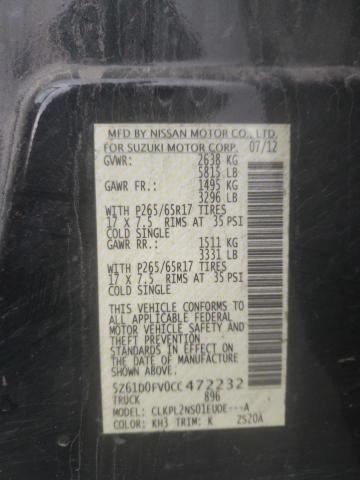 MFD BY NISSAN MOTOR CO., LTD.
FOR SUZUKI MOTOR CORP. 07/12
GVWR: 2638 KG
5815 LB
GAWR FR.: 1495 KG
3296 LB
WITH P265/65R17 TIRES
17 X 7.5 RIMS AT 35 PSI
COLD SINGLE
GAWR RR.: 1511 KG
3331 LB
WITH P265/65R17 TIRES
17 X 7.5 RIMS AT 35 PSI
COLD SINGLE
THIS VEHICLE CONFORMS TO
ALL APPLICABLE FEDERAL
MOTOR VEHICLE SAFETY
AND THEFT PREVENTION
STANDARDS IN EFFECT ON
THE DATE OF MANUFACTURE
SHOWN ABOVE.
5Z61D0FV0CC472232
TRUCK 896
MODEL: CLKPL2NS01EU0E---A
COLOR: KH3 TRIM: K ZS20A